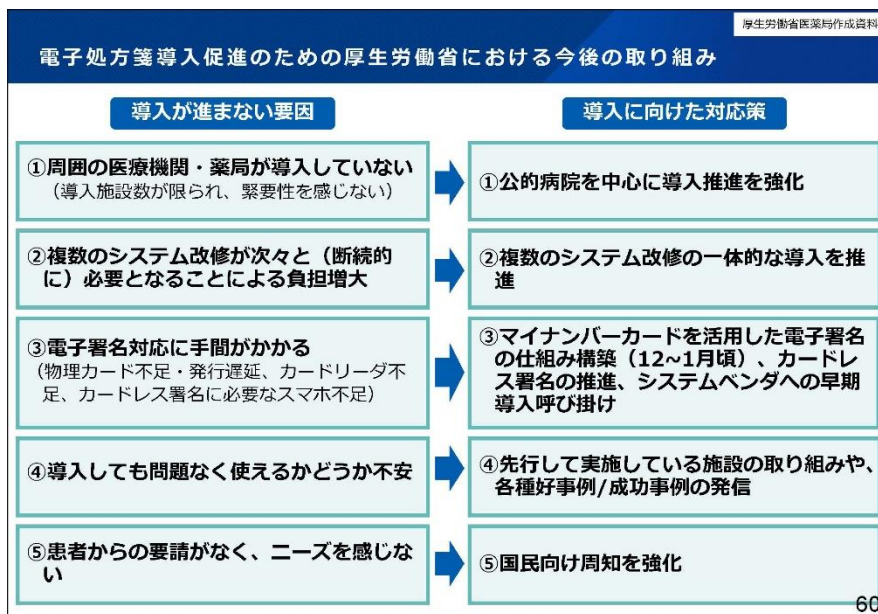 厚生労働省医薬局作成資料
電子処方箋導入促進のための厚生労働省における今後の取り組み
導入が進まない要因
導入に向けた対応策
①周囲の医療機関・薬局が導入していない
（導入施設数が限られ、緊要性を感じない）
①公的病院を中心に導入推進を強化
②複数のシステム改修が次々と（断続的
に）必要となることによる負担増大
②複数のシステム改修の一体的な導入を推
進
③電子署名対応に手間がかかる
（物理カード不足・発行遅延、カードリーダ不
足、カードレス署名に必要なスマホ不足）
③マイナンバーカードを活用した電子署名
の仕組み構築（12~1月頃）、カードレ
ス署名の推進、システムベンダへの早期
導入呼び掛け
④導入しても問題なく使えるかどうか不安
④先行して実施している施設の取り組みや、
各種好事例/成功事例の発信
⑤患者からの要請がなく、ニーズを感じな
い
⑤国民向け周知を強化
60